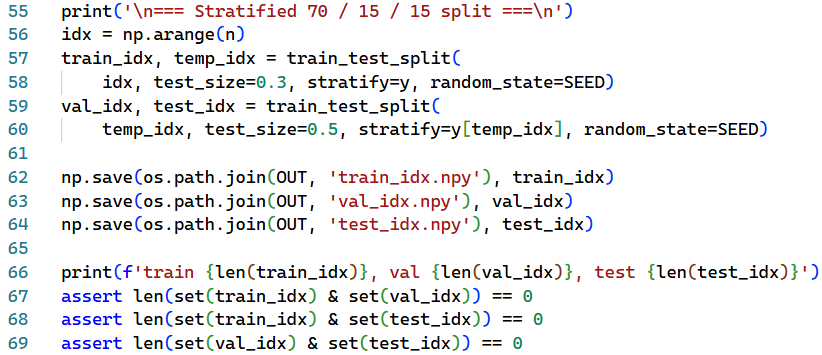 55 print('\n=== Stratified 70 / 15 / 15 split ===\n')
56 idx = np.arange(n)
57 train_idx, temp_idx = train_test_split(
58     idx, test_size=0.3, stratify=y, random_state=SEED)
59 val_idx, test_idx = train_test_split(
60     temp_idx, test_size=0.5, stratify=y[temp_idx], random_state=SEED)
61
62 np.save(os.path.join(OUT, 'train_idx.npy'), train_idx)
63 np.save(os.path.join(OUT, 'val_idx.npy'), val_idx)
64 np.save(os.path.join(OUT, 'test_idx.npy'), test_idx)
65
66 print(f'train {len(train_idx)}, val {len(val_idx)}, test {len(test_idx)}')
67 assert len(set(train_idx) & set(val_idx)) == 0
68 assert len(set(train_idx) & set(test_idx)) == 0
69 assert len(set(val_idx) & set(test_idx)) == 0